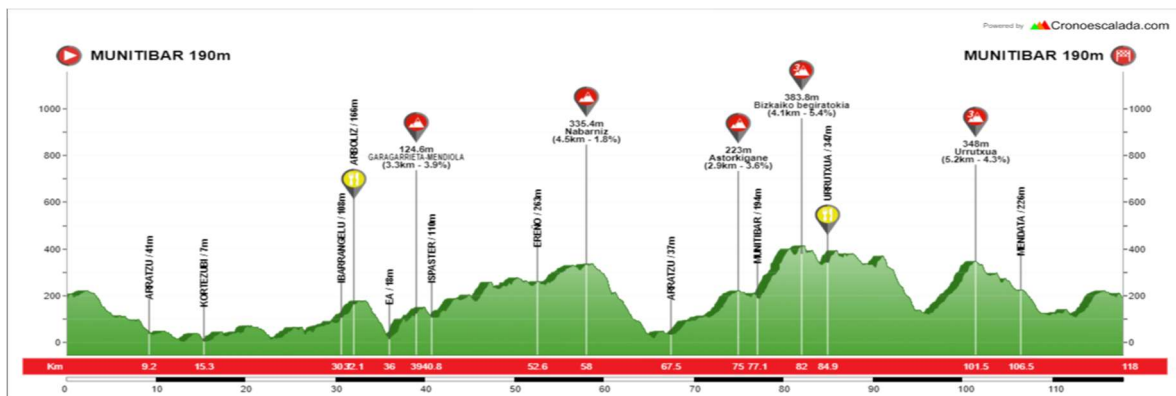 Powered by Cronoescalada.com
MUNITIBAR 190m
MUNITIBAR 190m
1000
800
600
400
200
0
ARRATZU / 41m
KORTEZUBI / 7m
IBARRANGELU / 108m
ARBOLIZ / 166m
EA / 18m
124.6m
GARAGARRIETA-MENDIOLA
(3.3km - 3.9%)
ISPASTER / 110m
EREÑO / 263m
335.4m
Nabarniz
(4.5km - 1.8%)
ARRATZU / 37m
223m
Astorkigane
(2.9km - 3.6%)
MUNITIBAR / 194m
3
383.8m
Bizkaiko begiratokia
(4.1km - 5.4%)
URRUTXUA / 347m
3
348m
Urrutxua
(5.2km - 4.3%)
MENDATA / 226m
1000
800
600
400
200
0
Km 9.2 15.3 32.1 36 39 40.8 52.6 58 67.5 75 77.1 82 84.9 101.5 106.5 118
0 10 20 30 40 50 60 70 80 90 100 110